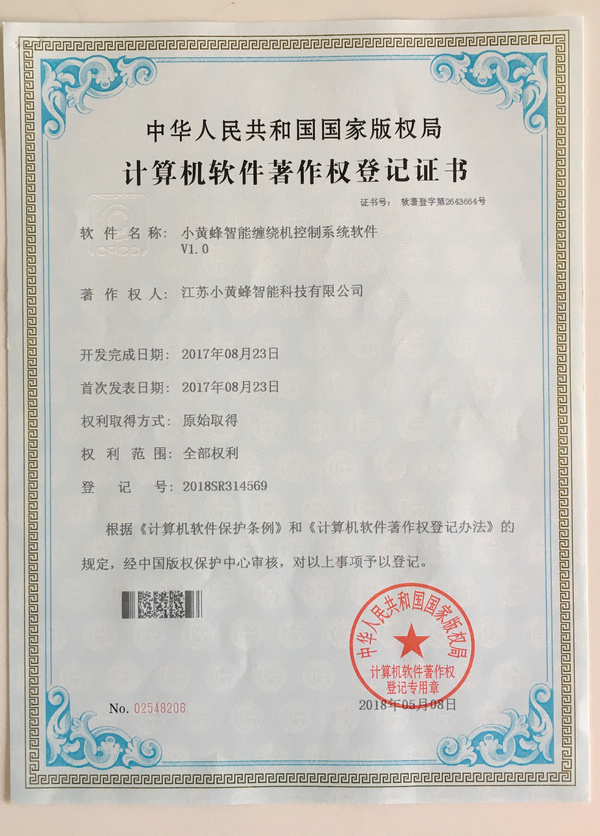 中华人民共和国国家版权局
计算机软件著作权登记证书
证书号： 软著登字第2643664号
软件名称： 小黄蜂智能缠绕机控制系统软件
V1.0
著作权人： 江苏小黄蜂智能科技有限公司
开发完成日期： 2017年08月23日
首次发表日期： 2017年08月23日
权利取得方式： 原始取得
权利范围： 全部权利
登记号： 2018SR314569
根据《计算机软件保护条例》和《计算机软件著作权登记办法》的
规定，经中国版权保护中心审核，对以上事项予以登记。
中华人民共和国国家版权局
计算机软件著作权
登记专用章
No. 02548206
2018年05月08日